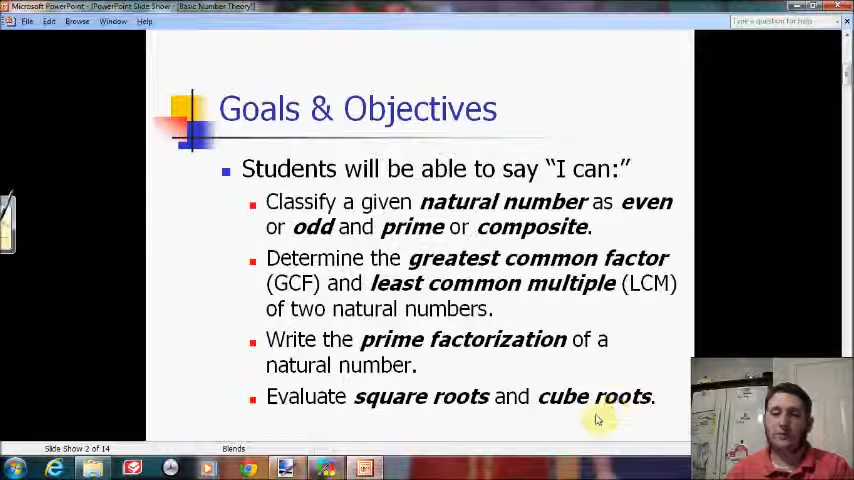 Microsoft PowerPoint - [PowerPoint Slide Show - [Basic Number Theory]]
File Edit Browse Window Help
Type a question for help
Goals & Objectives
Students will be able to say “I can:”
Classify a given natural number as even
or odd and prime or composite.
Determine the greatest common factor
(GCF) and least common multiple (LCM)
of two natural numbers.
Write the prime factorization of a
natural number.
Evaluate square roots and cube roots.
Slide Show 2 of 14 Blends